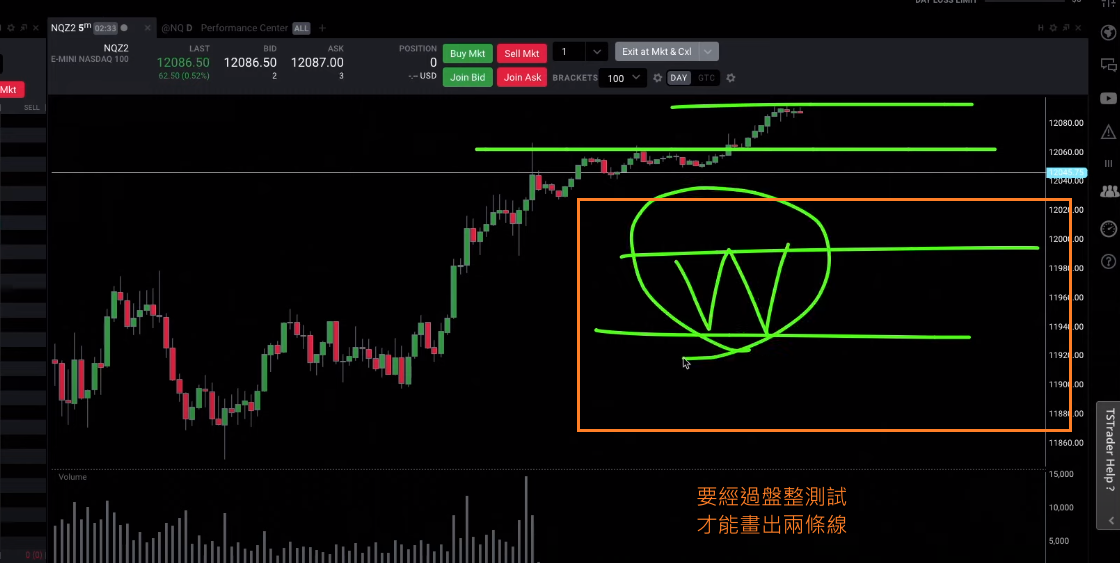 DAY LOSS LIMIT
NQZ2 5m 02:33
@NQ D
Performance Center ALL
NQZ2
E-MINI NASDAQ 100
LAST
12086.50
62.50 (0.52%)
BID
12086.50
2
ASK
12087.00
3
POSITION
0
-.-- USD
Buy Mkt
Sell Mkt
1
Exit at Mkt & Cxl
Join Bid
Join Ask
BRACKETS
100
DAY
GTC
Mkt
SELL
12080.00
12060.00
12040.00
12020.00
12000.00
11980.00
11960.00
11940.00
11920.00
11900.00
11880.00
11860.00
W
Volume
15,000
10,000
5,000
要經過盤整測試
才能畫出兩條線
0 (0)
TSTrader Help ?